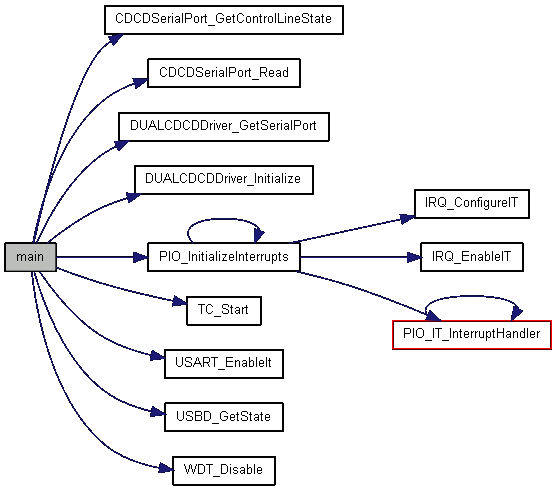 CDCDSerialPort_GetControlLineState
CDCDSerialPort_Read
DUALCDCDDriver_GetSerialPort
DUALCDCDDriver_Initialize
IRQ_ConfigureIT
main
PIO_InitializeInterrupts
IRQ_EnableIT
TC_Start
PIO_IT_InterruptHandler
USART_EnableIt
USBD_GetState
WDT_Disable